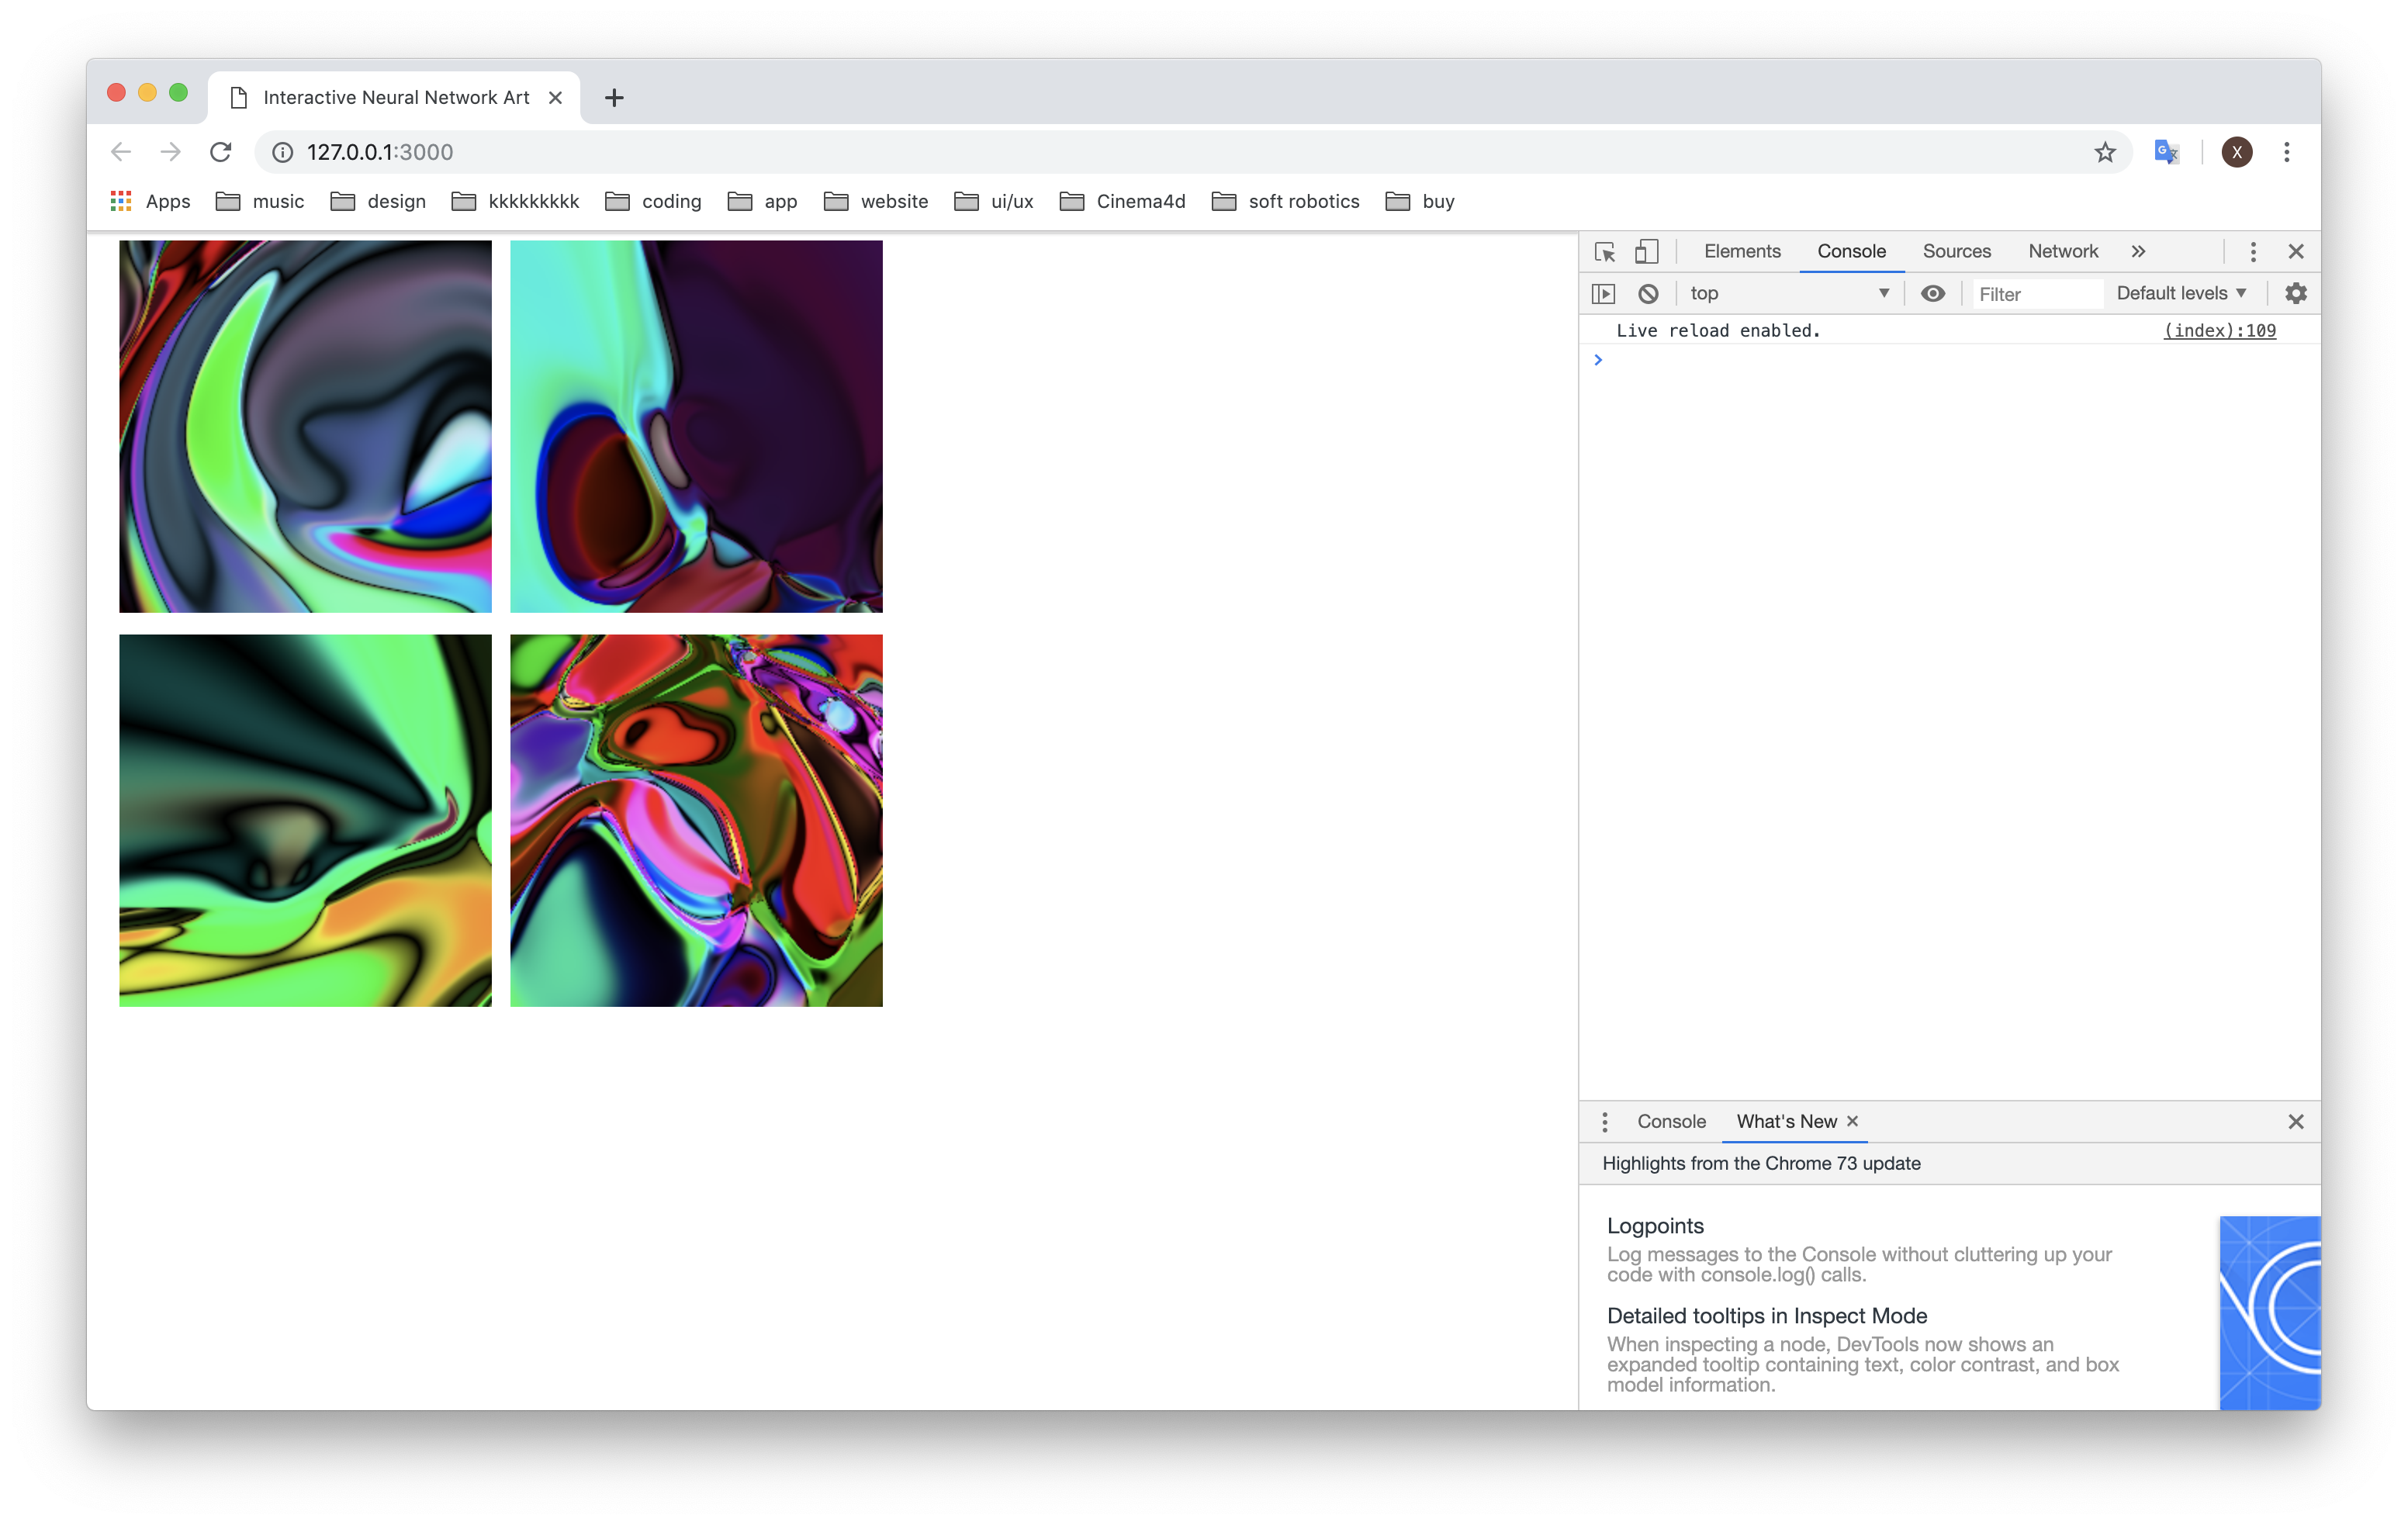 Interactive Neural Network Art
127.0.0.1:3000
X
Apps music design kkkkkkkkk coding app website ui/ux Cinema4d soft robotics buy
Elements Console Sources Network
top Filter Default levels
Live reload enabled. (index):109
Console What's New
Highlights from the Chrome 73 update
Logpoints
Log messages to the Console without cluttering up your
code with console.log() calls.
Detailed tooltips in Inspect Mode
When inspecting a node, DevTools now shows an
expanded tooltip containing text, color contrast, and box
model information.